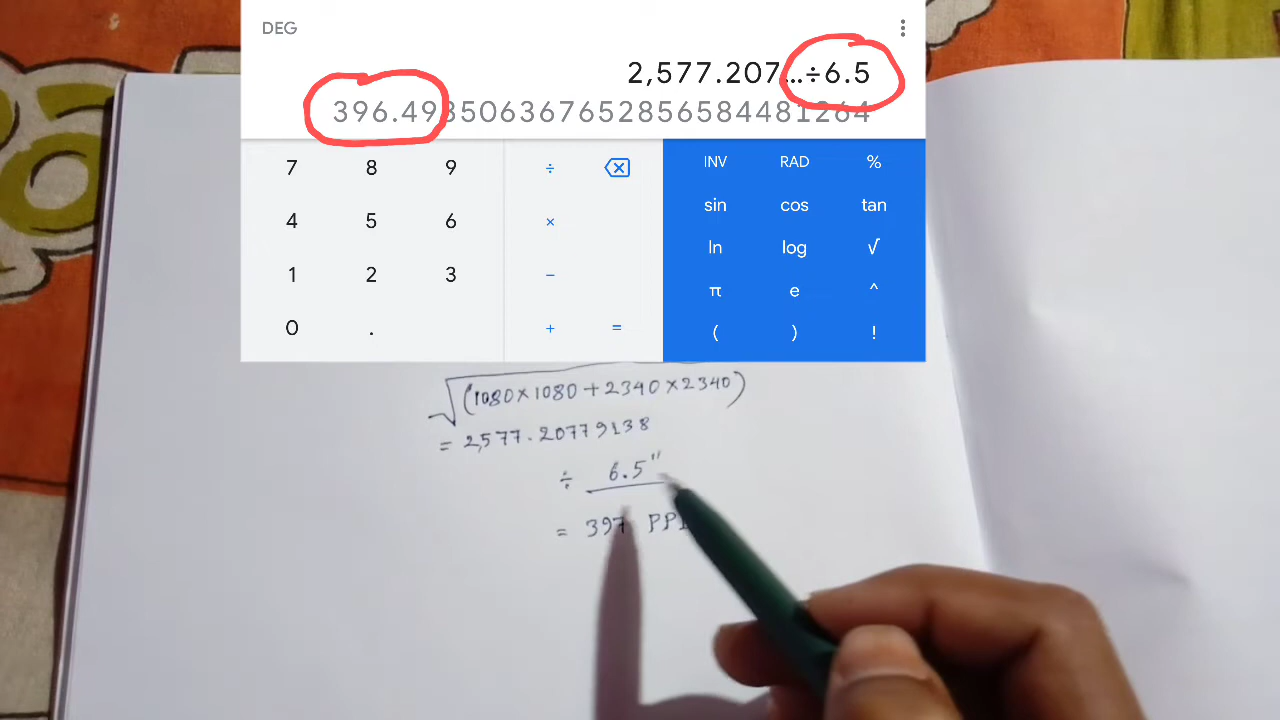 DEG
2,577.207...÷6.5
396.493506367652856584481264
7 8 9 ÷ INV RAD %
4 5 6 × sin cos tan
1 2 3 − ln log √
0 . + = π e ^
( ) !
√(1080×1080+2340×2340)
= 2,577.20779138
÷ 6.5"
= 397 PPI